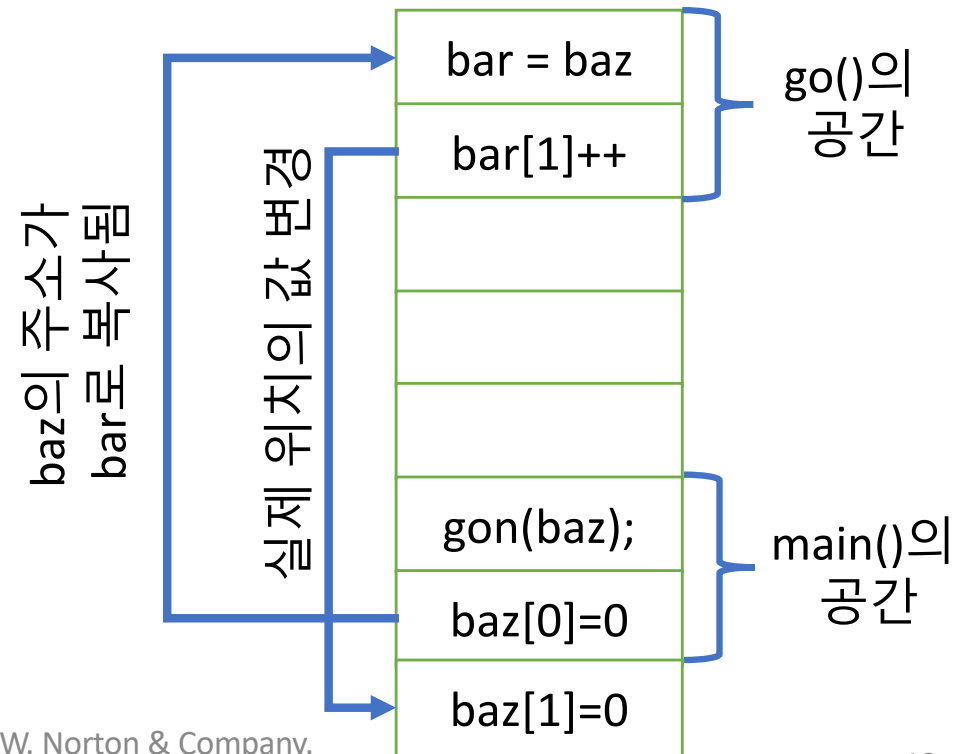 bar = baz
bar[1]++
go()의
공간
baz의 주소가
bar로 복사됨
실제 위치의 값 변경
gon(baz);
baz[0]=0
main()의
공간
baz[1]=0
W. Norton & Company.